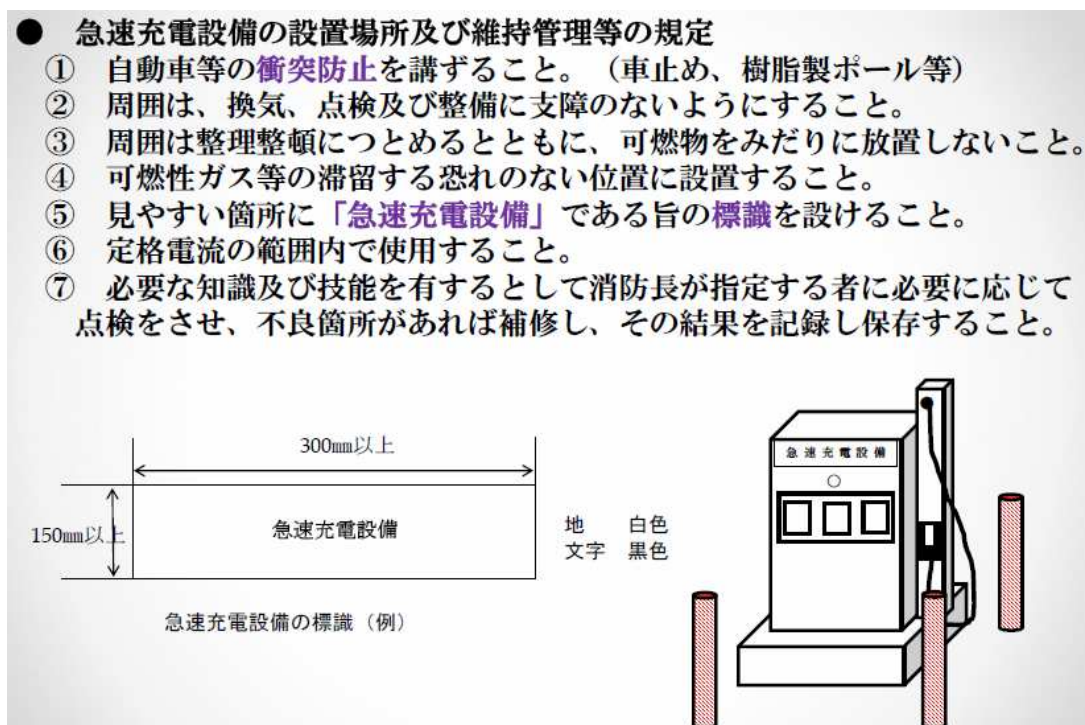 ● 急速充電設備の設置場所及び維持管理等の規定
① 自動車等の衝突防止を講ずること。（車止め、樹脂製ポール等）
② 周囲は、換気、点検及び整備に支障のないようにすること。
③ 周囲は整理整頓につとめるとともに、可燃物をみだりに放置しないこと。
④ 可燃性ガス等の滞留する恐れのない位置に設置すること。
⑤ 見やすい箇所に「急速充電設備」である旨の標識を設けること。
⑥ 定格電流の範囲内で使用すること。
⑦ 必要な知識及び技能を有するとして消防長が指定する者に必要に応じて
点検をさせ、不良箇所があれば補修し、その結果を記録し保存すること。
300㎜以上
150㎜以上
急速充電設備
地 白色
文字 黒色
急速充電設備の標識（例）
急速充電設備